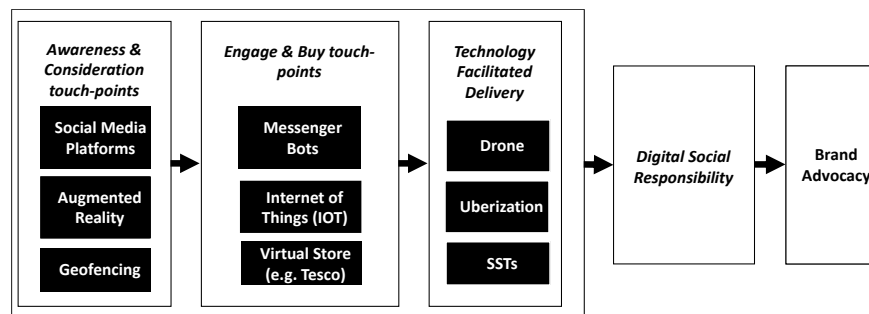 Awareness &
Consideration
touch-points
Social Media
Platforms
Augmented
Reality
Geofencing
Engage & Buy touch-
points
Messenger
Bots
Internet of
Things (IOT)
Virtual Store
(e.g. Tesco)
Technology
Facilitated
Delivery
Drone
Uberization
SSTs
Digital Social
Responsibility
Brand
Advocacy